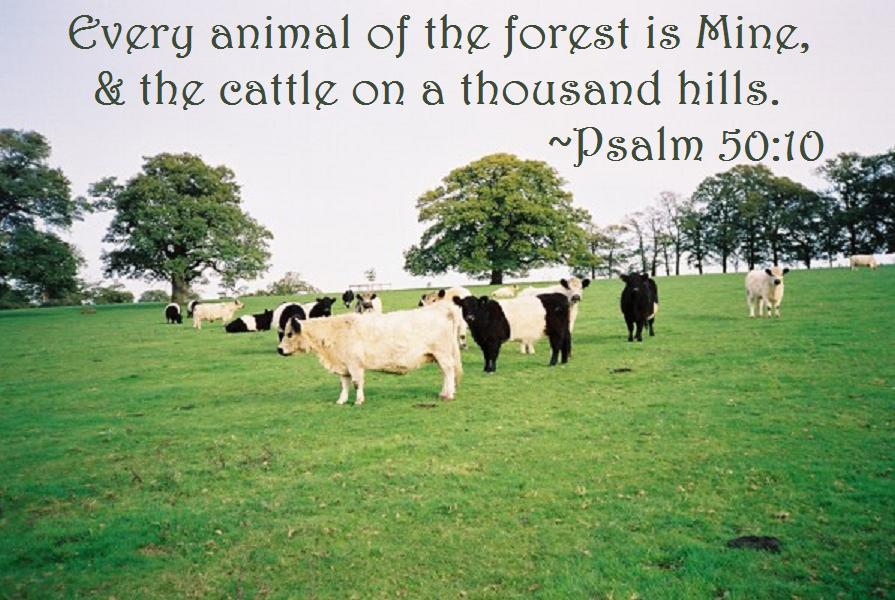 Every animal of the forest is Mine,
& the cattle on a thousand hills.
~Psalm 50:10